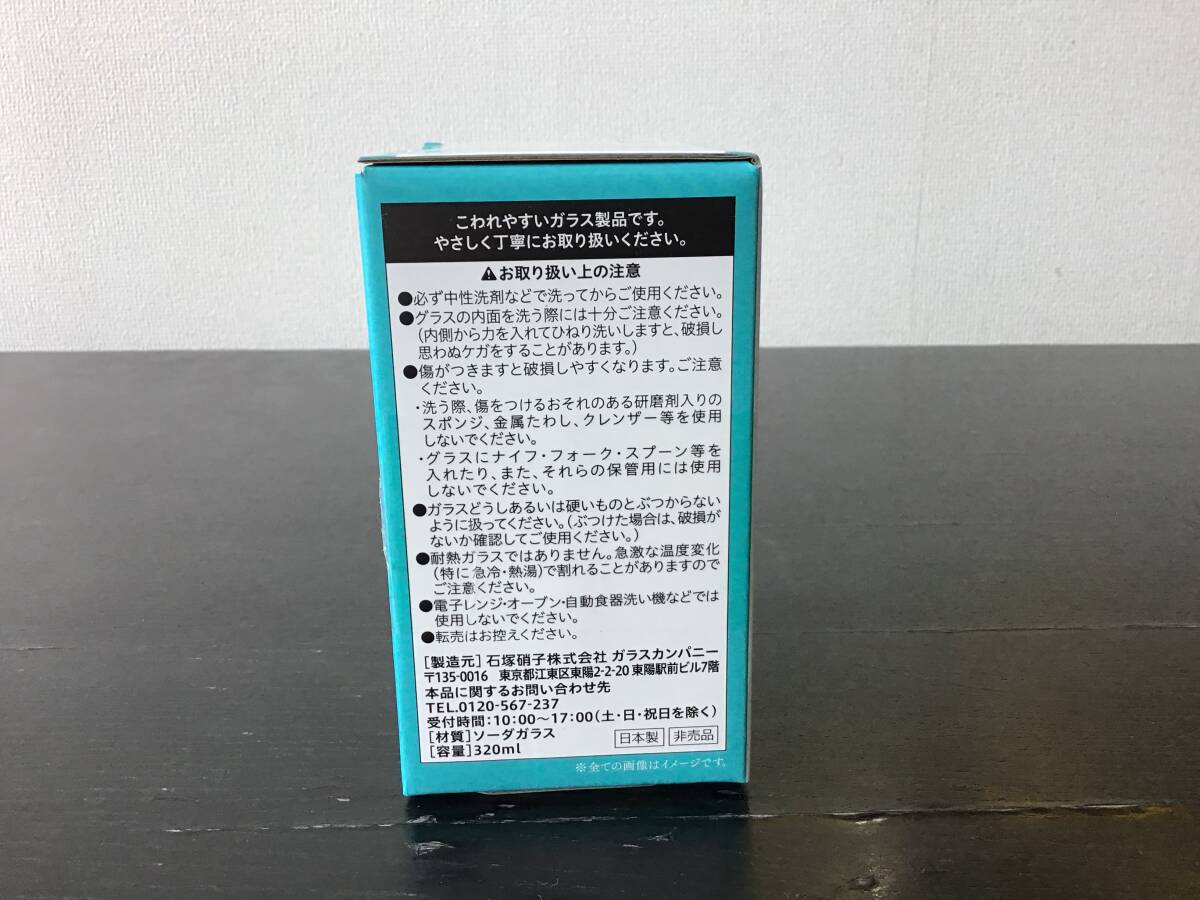 こわれやすいガラス製品です。
やさしく丁寧にお取り扱いください。
⚠お取り扱い上の注意
●必ず中性洗剤などで洗ってからご使用ください。
●グラスの内面を洗う際には十分ご注意ください。
(内側から力を入れてひねり洗いしますと、破損し
思わぬケガをすることがあります。)
●傷がつきますと破損しやすくなります。ご注意
ください。
・洗う際、傷をつけるおそれのある研磨剤入りの
スポンジ、金属たわし、クレンザー等を使用
しないでください。
・グラスにナイフ・フォーク・スプーン等を
入れたり、また、それらの保管用には使用
しないでください。
●ガラスどうしあるいは硬いものとぶつからない
ように扱ってください。(ぶつけた場合は、破損が
ないか確認してご使用ください。)
●耐熱ガラスではありません。急激な温度変化
(特に急冷・熱湯)で割れることがありますので
ご注意ください。
●電子レンジ・オーブン・自動食器洗い機などでは
使用しないでください。
●転売はお控えください。
[製造元] 石塚硝子株式会社 ガラスカンパニー
〒135-0016 東京都江東区東陽2-2-20 東陽駅前ビル7階
本品に関するお問い合わせ先
TEL.0120-567-237
受付時間:10:00〜17:00(土・日・祝日を除く)
[材質]ソーダガラス
[容量]320ml 日本製 非売品
※全ての画像はイメージです。